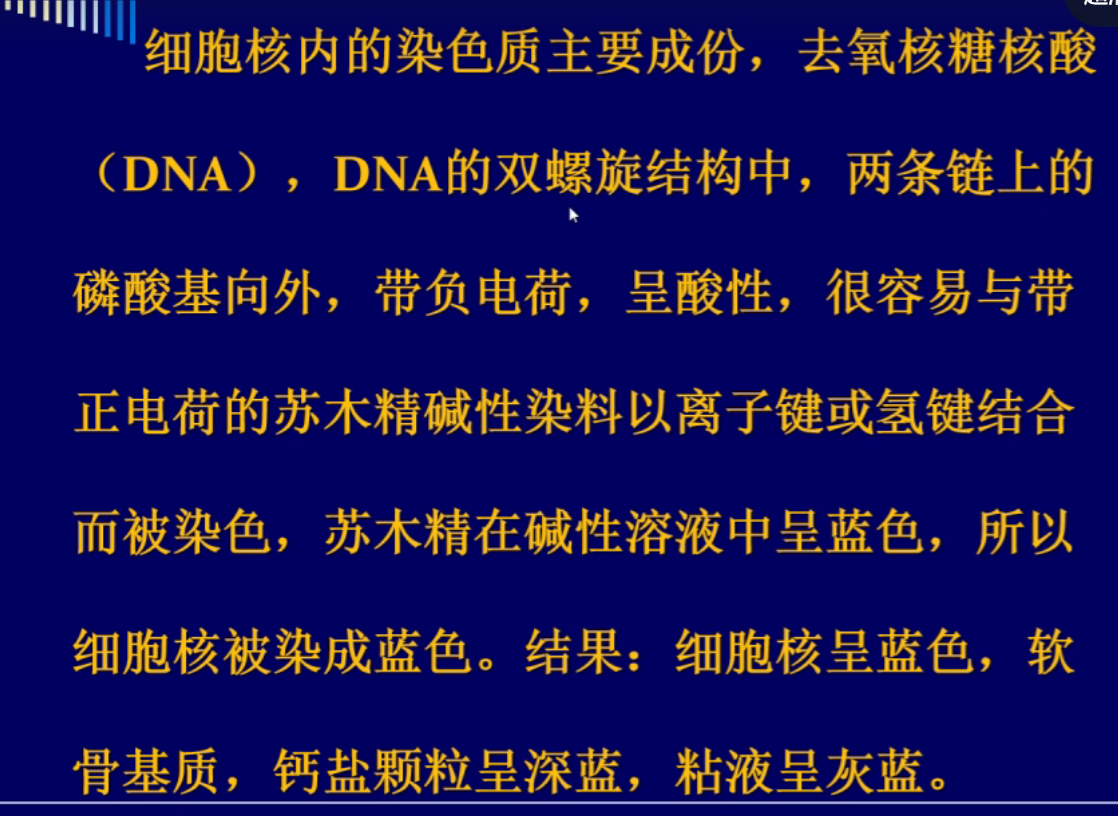 细胞核内的染色质主要成份，去氧核糖核酸
（DNA），DNA的双螺旋结构中，两条链上的
磷酸基向外，带负电荷，呈酸性，很容易与带
正电荷的苏木精碱性染料以离子键或氢键结合
而被染色，苏木精在碱性溶液中呈蓝色，所以
细胞核被染成蓝色。结果：细胞核呈蓝色，软
骨基质，钙盐颗粒呈深蓝，粘液呈灰蓝。